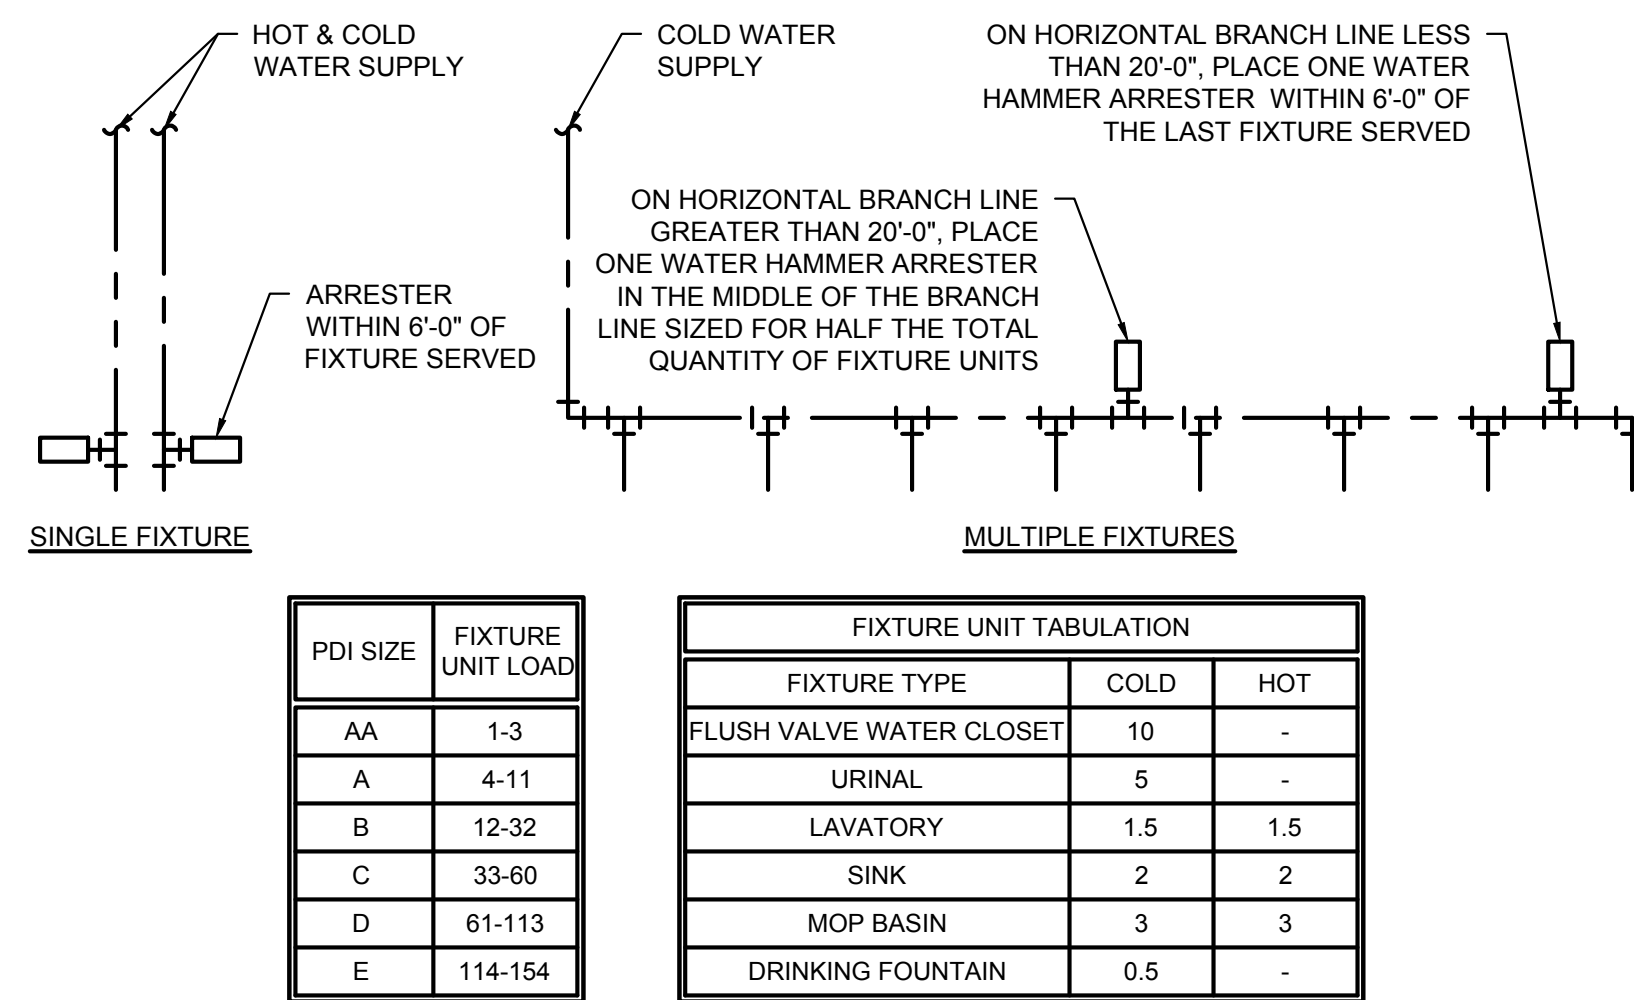 HOT & COLD
WATER SUPPLY
COLD WATER
SUPPLY
ON HORIZONTAL BRANCH LINE LESS
THAN 20'-0", PLACE ONE WATER
HAMMER ARRESTER WITHIN 6'-0" OF
THE LAST FIXTURE SERVED
ON HORIZONTAL BRANCH LINE
GREATER THAN 20'-0", PLACE
ONE WATER HAMMER ARRESTER
IN THE MIDDLE OF THE BRANCH
LINE SIZED FOR HALF THE TOTAL
QUANTITY OF FIXTURE UNITS
ARRESTER
WITHIN 6'-0" OF
FIXTURE SERVED
SINGLE FIXTURE
MULTIPLE FIXTURES
PDI SIZE FIXTURE
UNIT LOAD
AA 1-3
A 4-11
B 12-32
C 33-60
D 61-113
E 114-154
FIXTURE UNIT TABULATION
FIXTURE TYPE COLD HOT
FLUSH VALVE WATER CLOSET 10 -
URINAL 5 -
LAVATORY 1.5 1.5
SINK 2 2
MOP BASIN 3 3
DRINKING FOUNTAIN 0.5 -